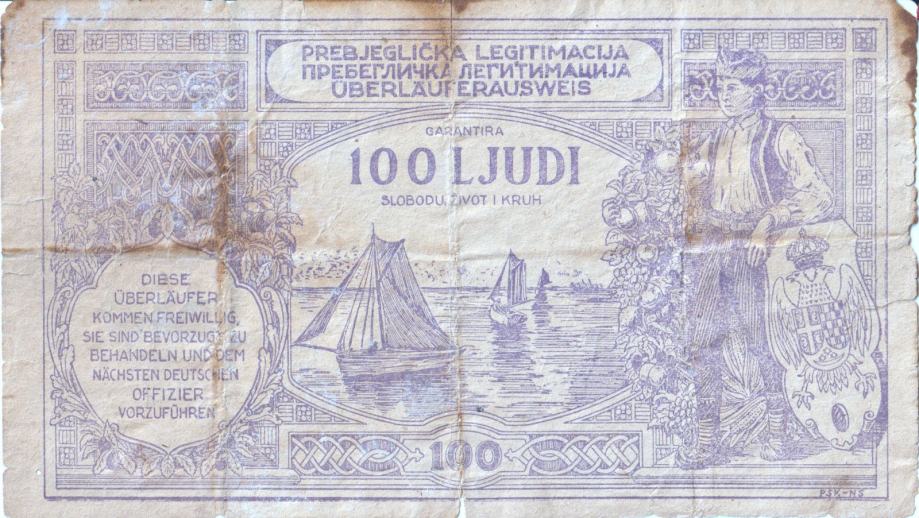 PREBJEGLIČKA LEGITIMACIJA
ПРЕБЕГЛИЧКА ЛЕГИТИМАЦИЈА
ÜBERLÄUFERAUSWEIS
GARANTIRA
100 LJUDI
SLOBODU, ŽIVOT I KRUH
DIESE
ÜBERLÄUFER
KOMMEN FREIWILLIG,
SIE SIND BEVORZUGT ZU
BEHANDELN UND DEM
NÄCHSTEN DEUTSCHEN
OFFIZIER
VORZUFÜHREN
100
PSK-NS